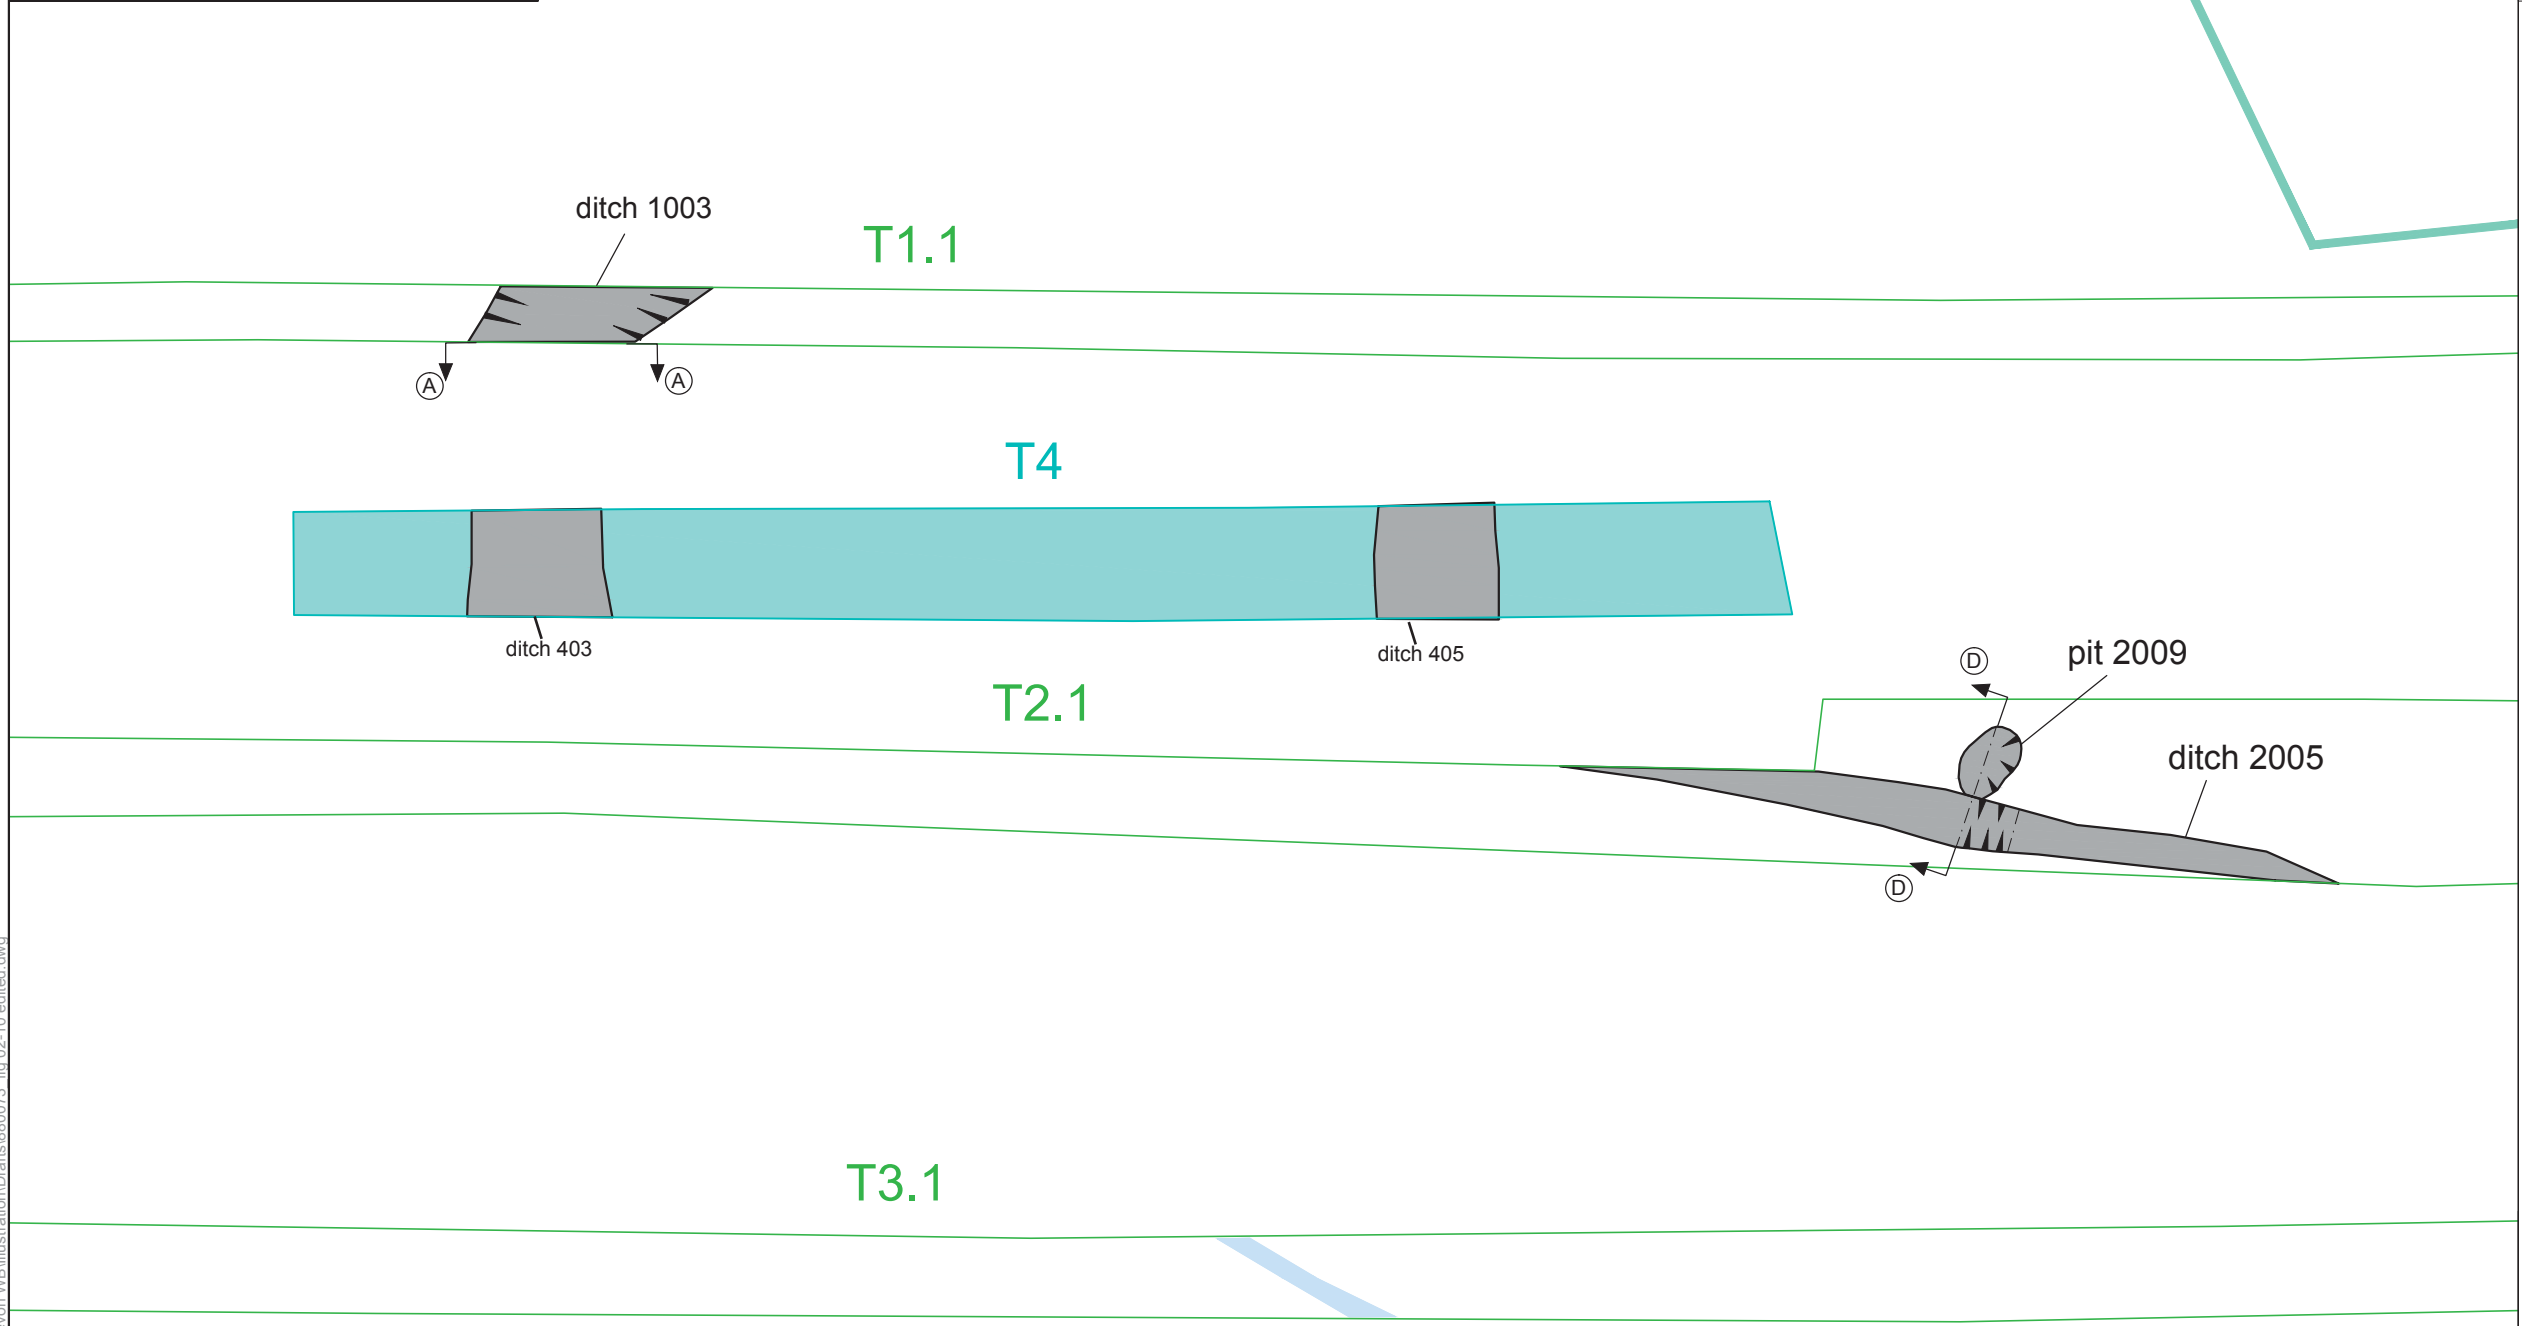 ditch 1003
T1.1
A
A
T4
ditch 403
ditch 405
D
pit 2009
T2.1
ditch 2005
D
T3.1